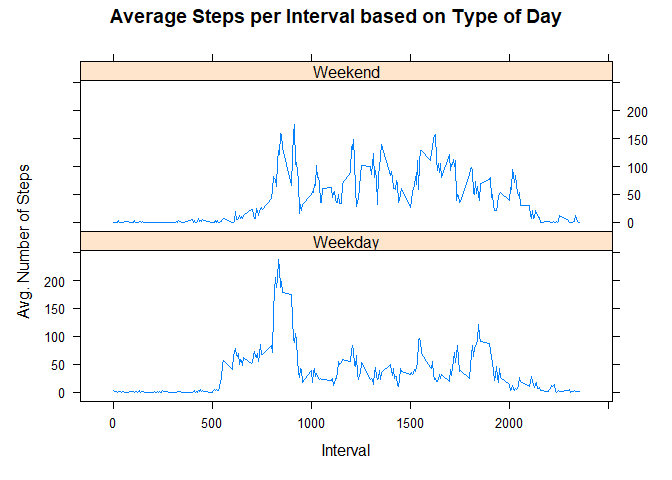 Average Steps per Interval based on Type of Day
Weekend
200
150
100
50
0
Avg. Number of Steps
Weekday
200
150
100
50
0
0 500 1000 1500 2000
Interval